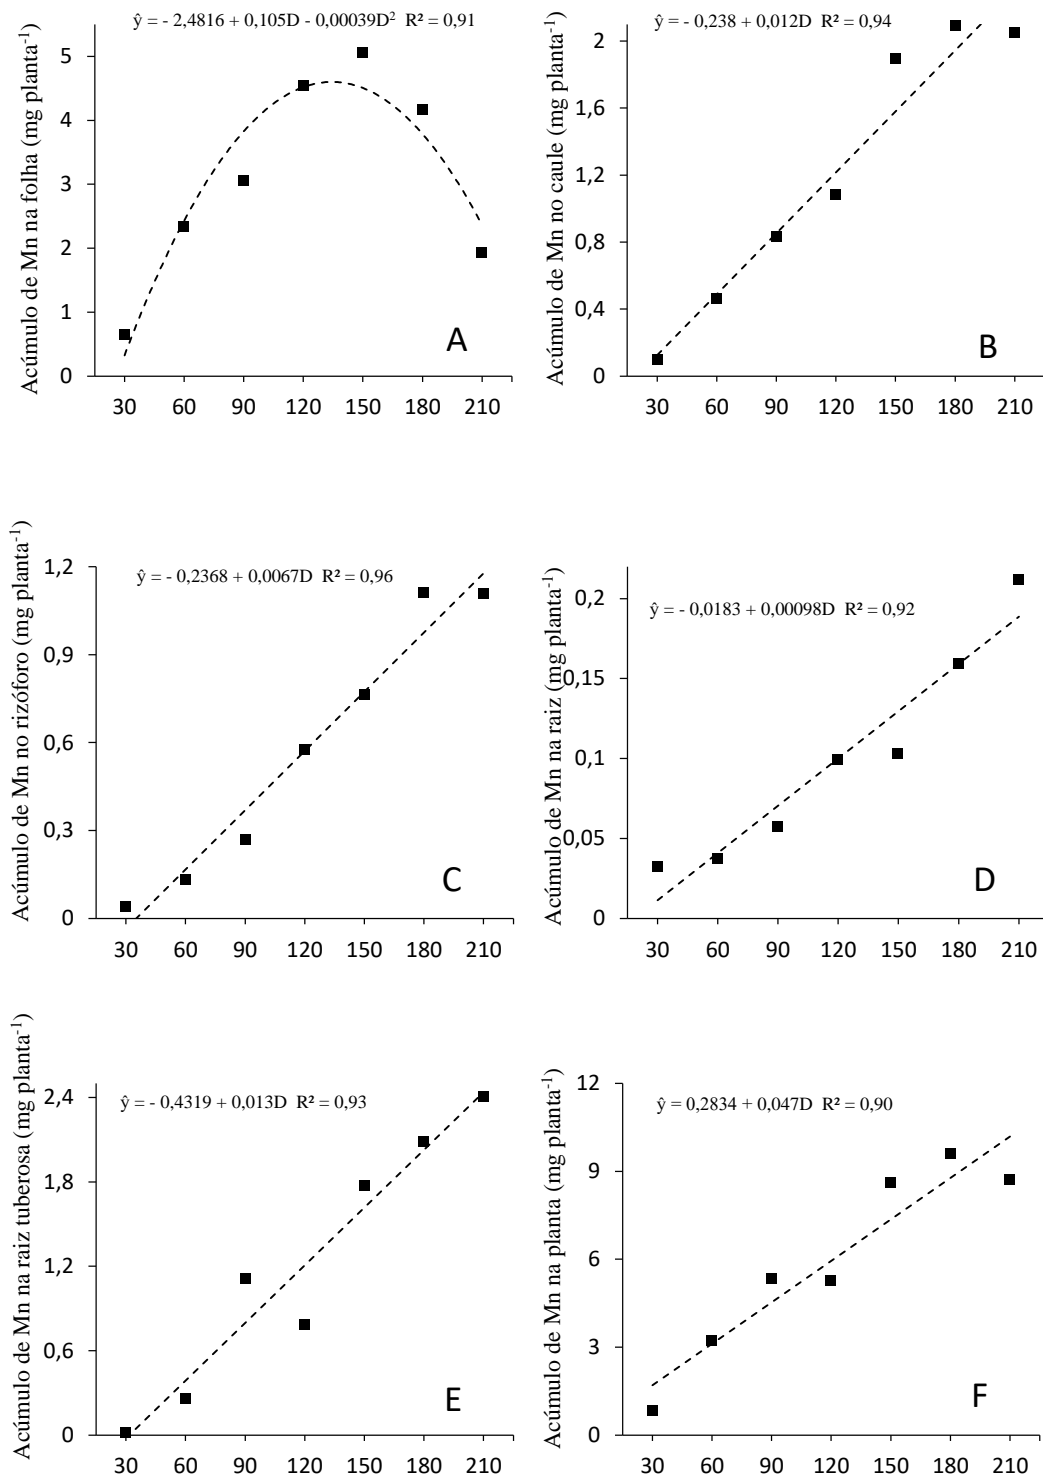 ŷ = - 2,4816 + 0,105D - 0,00039D² R² = 0,91
Acúmulo de Mn na folha (mg planta⁻¹)
5
4
3
2
1
0
A
30 60 90 120 150 180 210
ŷ = -0,238 + 0,012D R² = 0,94
Acúmulo de Mn no caule (mg planta⁻¹)
2
1,6
1,2
0,8
0,4
0
B
30 60 90 120 150 180 210
ŷ = - 0,2368 + 0,0067D R² = 0,96
Acúmulo de Mn no rizóforo (mg planta⁻¹)
1,2
0,9
0,6
0,3
0
C
30 60 90 120 150 180 210
ŷ = - 0,0183 + 0,00098D R² = 0,92
Acúmulo de Mn na raiz (mg planta⁻¹)
0,2
0,15
0,1
0,05
0
D
30 60 90 120 150 180 210
ŷ = - 0,4319 + 0,013D R² = 0,93
Acúmulo de Mn na raiz tuberosa (mg planta⁻¹)
2,4
1,8
1,2
0,6
0
E
30 60 90 120 150 180 210
ŷ = 0,2834 + 0,047D R² = 0,90
Acúmulo de Mn na planta (mg planta⁻¹)
12
9
6
3
0
F
30 60 90 120 150 180 210